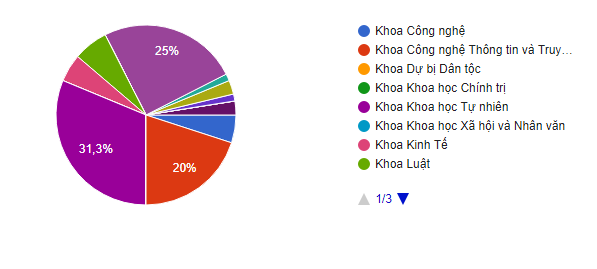 25%
31,3%
20%
Khoa Công nghệ
Khoa Công nghệ Thông tin và Truy…
Khoa Dự bị Dân tộc
Khoa Khoa học Chính trị
Khoa Khoa học Tự nhiên
Khoa Khoa học Xã hội và Nhân văn
Khoa Kinh Tế
Khoa Luật
1/3